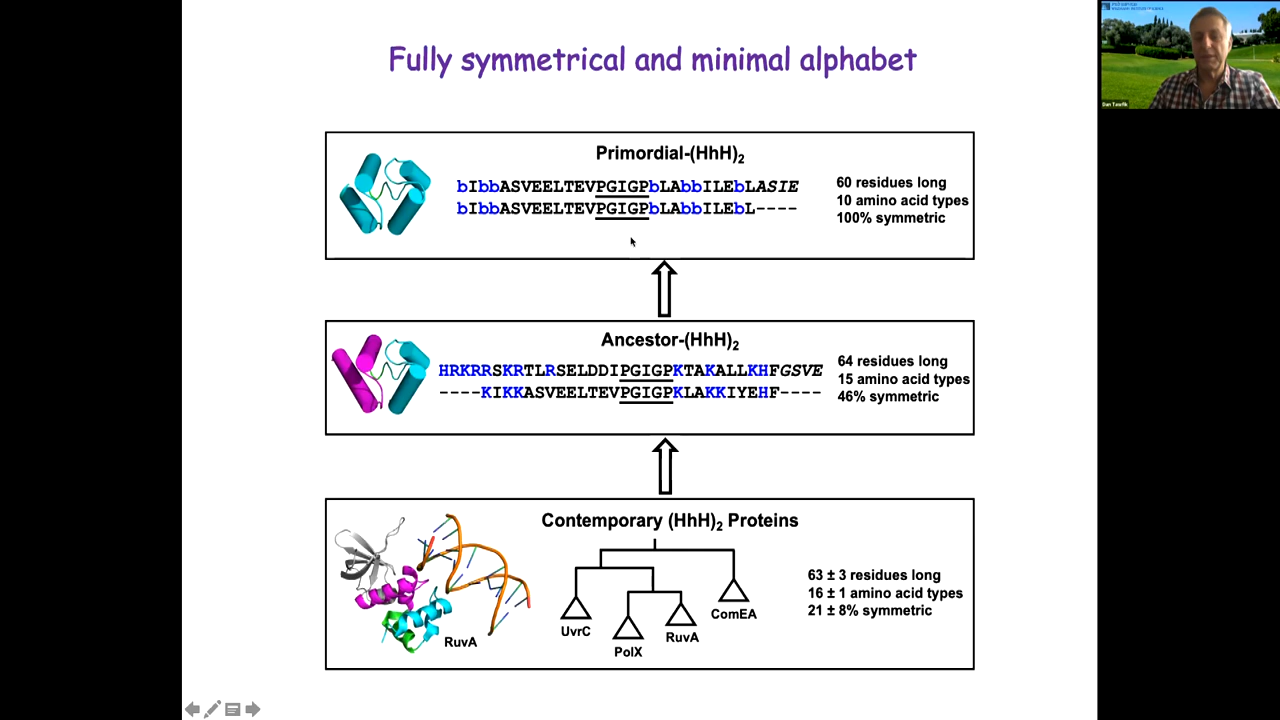 Fully symmetrical and minimal alphabet
Primordial-(HhH)2
bIbbASVEELTEVPGIGPbLAbbILEbLASIE
bIbbASVEELTEVPGIGPbLAbbILEbL----
60 residues long
10 amino acid types
100% symmetric
Ancestor-(HhH)2
HRKRRSKRTLRSELDDIPGIGPKTAKALLKHFGSVE
----KIKKASVEELTEVPGIGPKLAKKIYEHF----
64 residues long
15 amino acid types
46% symmetric
Contemporary (HhH)2 Proteins
63 ± 3 residues long
16 ± 1 amino acid types
21 ± 8% symmetric
UvrC
PolX
RuvA
ComEA
RuvA
Dan Tawfik